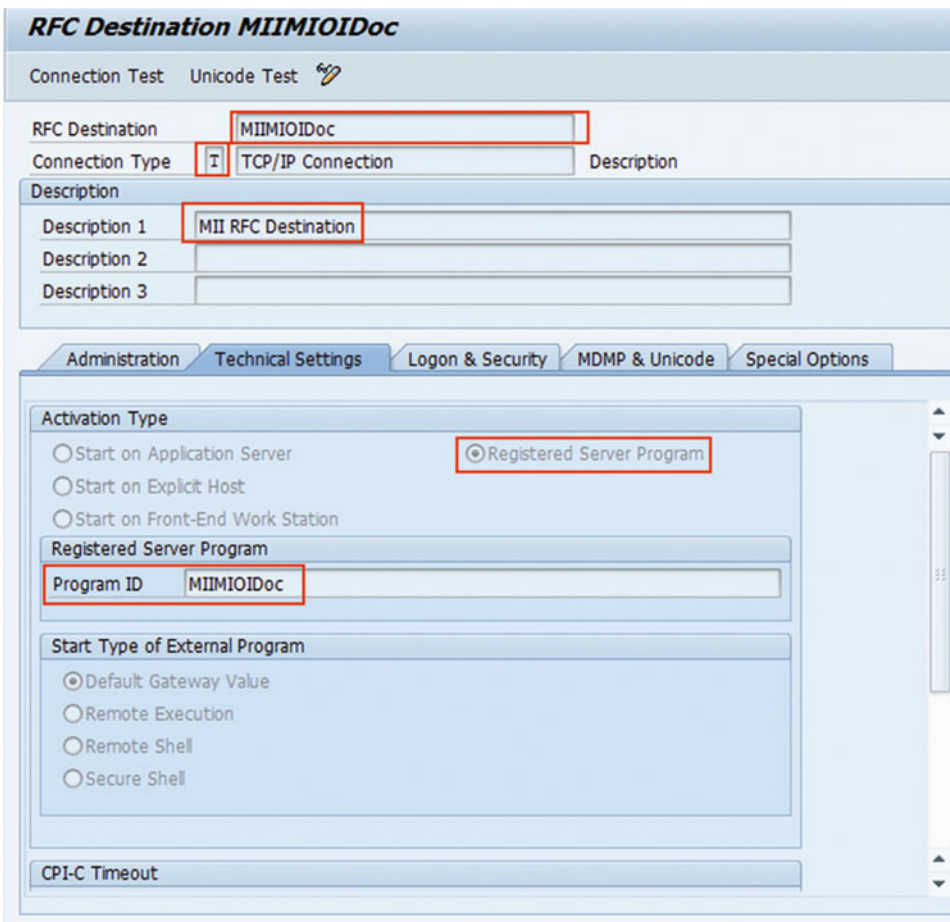 RFC Destination MIIMIOIDoc
Connection Test Unicode Test
RFC Destination MIIMIOIDoc
Connection Type T TCP/IP Connection Description
Description
Description 1 MII RFC Destination
Description 2
Description 3
Administration Technical Settings Logon & Security MDMP & Unicode Special Options
Activation Type
Start on Application Server Registered Server Program
Start on Explicit Host
Start on Front-End Work Station
Registered Server Program
Program ID MIIMIOIDoc
Start Type of External Program
Default Gateway Value
Remote Execution
Remote Shell
Secure Shell
CPI-C Timeout